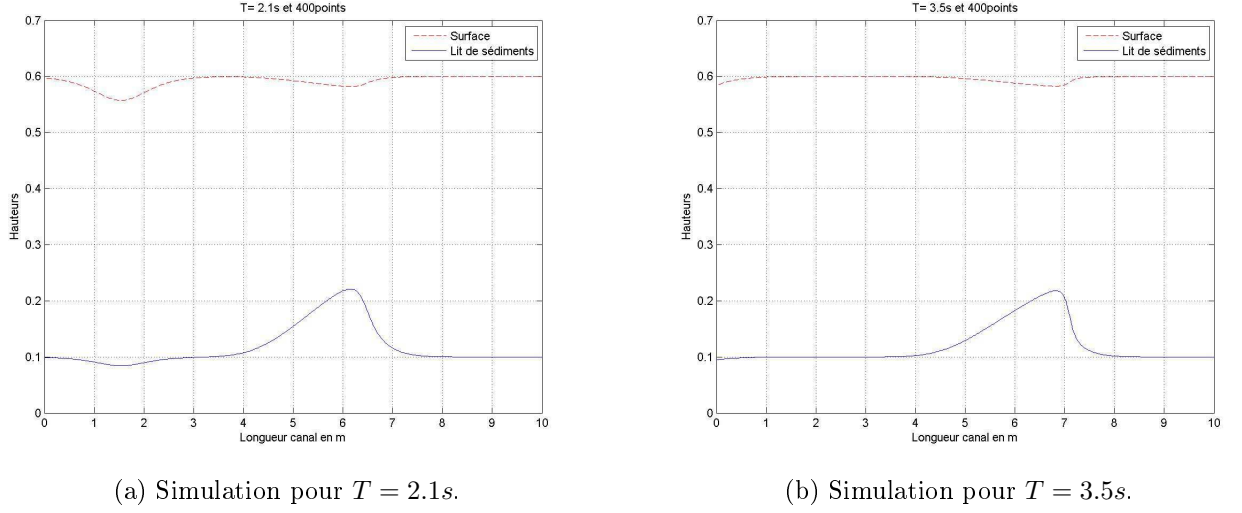 T= 2.1s et 400points
0.7
0.6
0.5
0.4
0.3
0.2
0.1
0
Hauteurs
Surface
Lit de sédiments
0 1 2 3 4 5 6 7 8 9 10
Longueur canal en m
(a) Simulation pour T = 2.1s.
T= 3.5s et 400points
0.7
0.6
0.5
0.4
0.3
0.2
0.1
0
Hauteurs
Surface
Lit de sédiments
0 1 2 3 4 5 6 7 8 9 10
Longueur canal en m
(b) Simulation pour T = 3.5s.